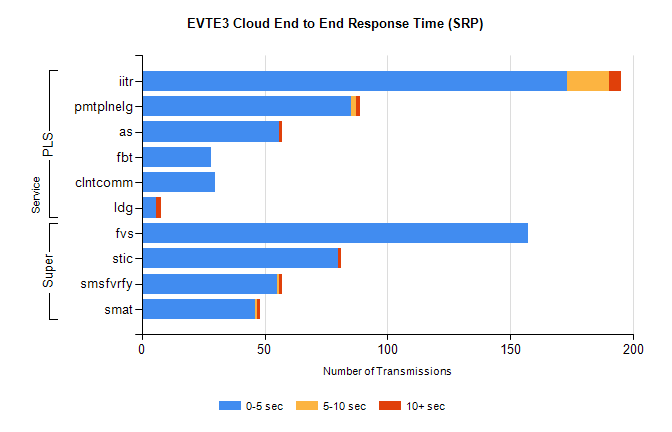 EVTE3 Cloud End to End Response Time (SRP)
iitr
pmtplnelg
as
fbt
clntcomm
ldg
fvs
stic
smsfvrfy
smat
PLS
Super
Service
0 50 100 150 200
Number of Transmissions
0-5 sec 5-10 sec 10+ sec